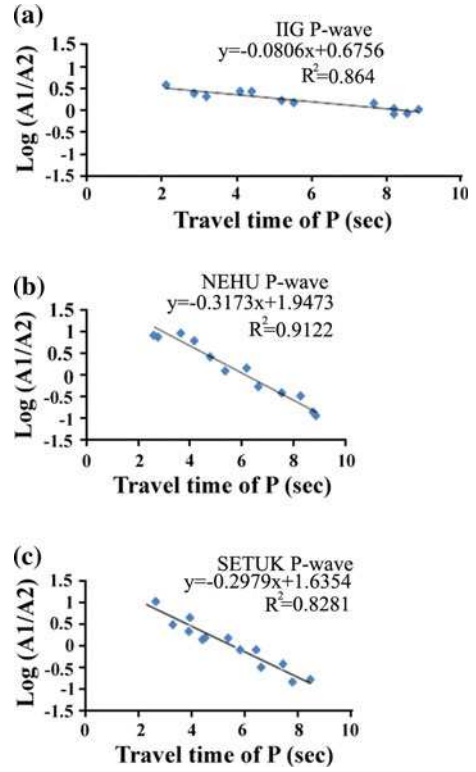 (a)
IIG P-wave
y=-0.0806x+0.6756
R²=0.864
Log (A1/A2)
1.5
1
0.5
0
-0.5
-1
-1.5
0 2 4 6 8 10
Travel time of P (sec)
(b)
NEHU P-wave
y=-0.3173x+1.9473
R²=0.9122
Log (A1/A2)
1.5
1
0.5
0
-0.5
-1
-1.5
0 2 4 6 8 10
Travel time of P (sec)
(c)
SETUK P-wave
y=-0.2979x+1.6354
R²=0.8281
Log (A1/A2)
1.5
1
0.5
0
-0.5
-1
-1.5
0 2 4 6 8 10
Travel time of P (sec)